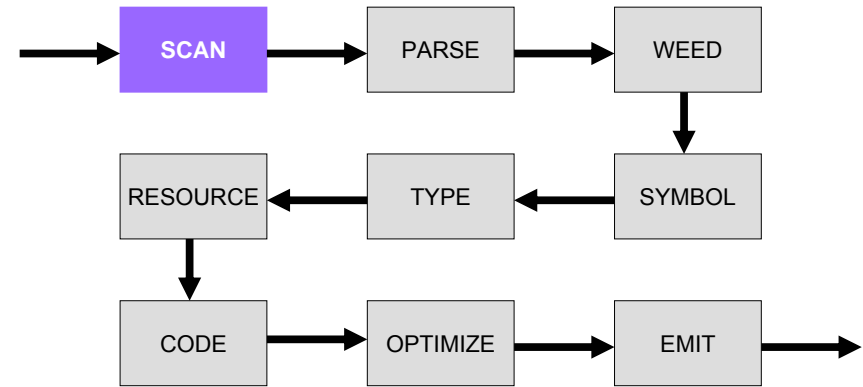 SCAN
PARSE
WEED
RESOURCE
TYPE
SYMBOL
CODE
OPTIMIZE
EMIT